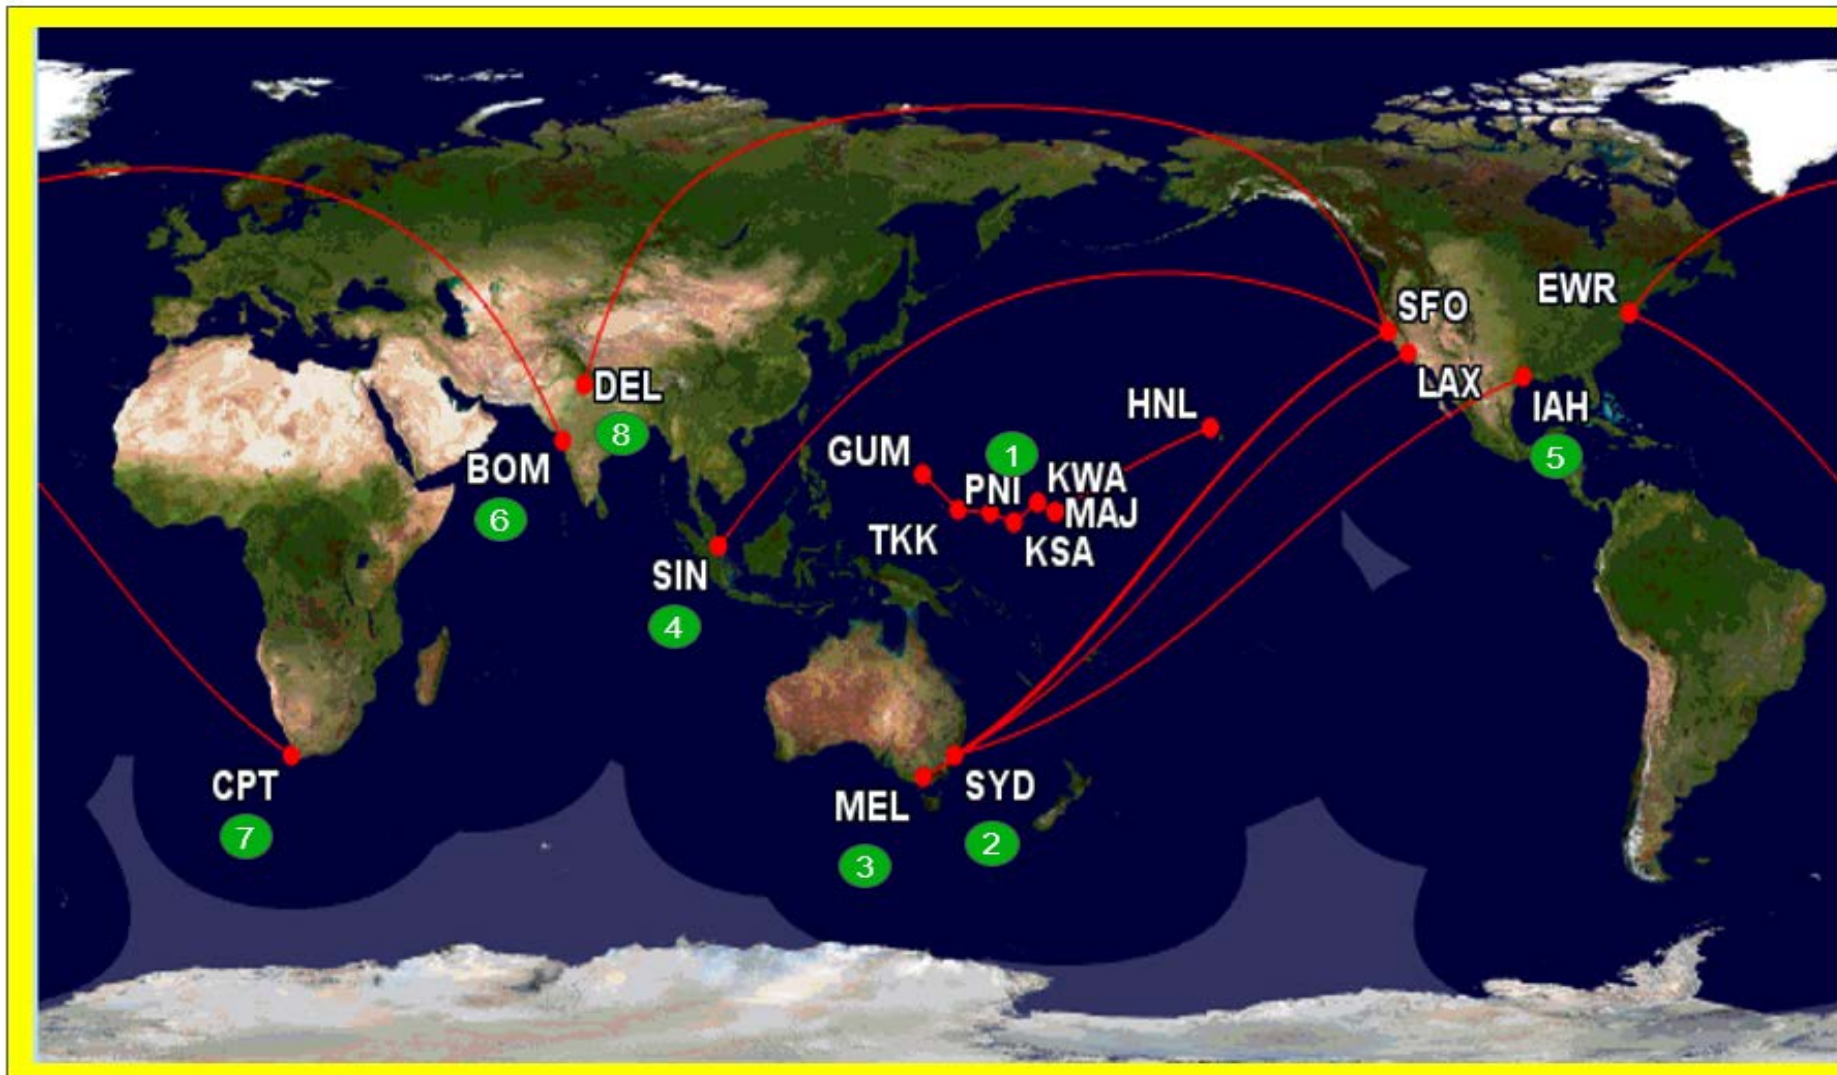 EWR
SFO
DEL
LAX
HNL
IAH
8
GUM
1
5
BOM
PNI
KWA
MAJ
6
TKK
KSA
SIN
4
CPT
SYD
MEL
7
2
3